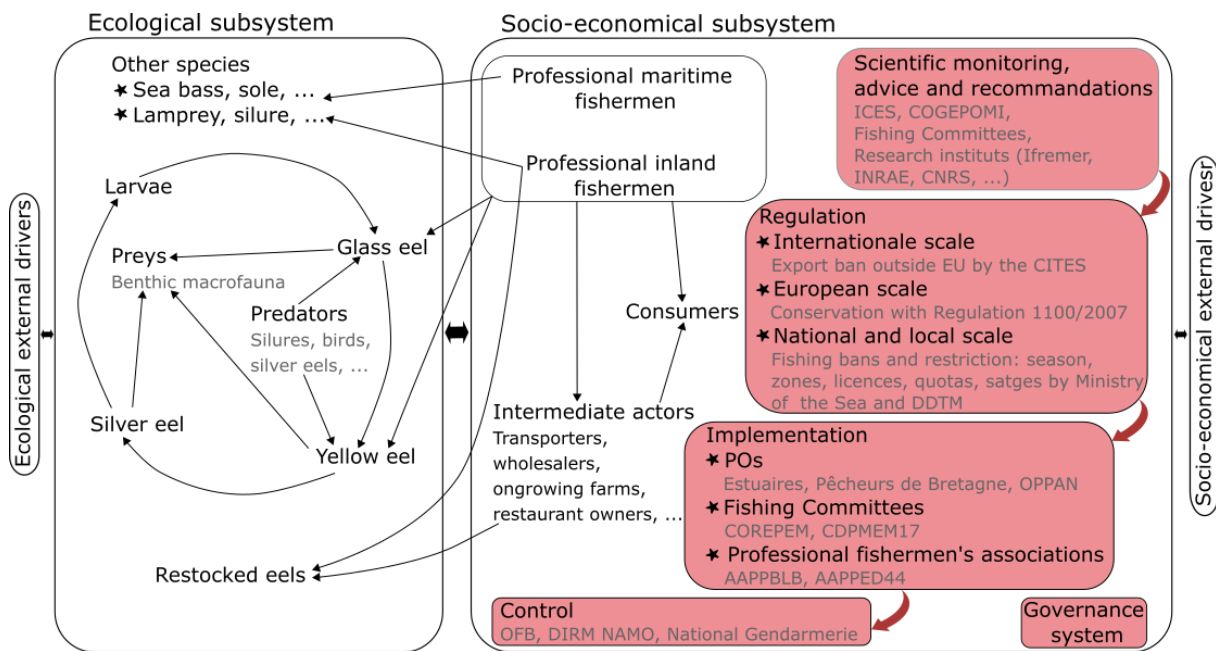 Ecological subsystem
Socio-economical subsystem
Ecological external drivers
Other species
★ Sea bass, sole, ...
★ Lamprey, silure, ...
Larvae
Glass eel
Preys
Benthic macrofauna
Predators
Silures, birds,
silver eels, ...
Silver eel
Yellow eel
Restocked eels
Professional maritime
fishermen
Professional inland
fishermen
Consumers
Intermediate actors
Transporters,
wholesalers,
ongrowing farms,
restaurant owners, ...
Scientific monitoring,
advice and recommandations
ICES, COGEPOMI,
Fishing Committees,
Research instituts (Ifremer,
INRAE, CNRS, ...)
Regulation
★ Internationale scale
Export ban outside EU by the CITES
★ European scale
Conservation with Regulation 1100/2007
★ National and local scale
Fishing bans and restriction: season,
zones, licences, quotas, satges by Ministry
of the Sea and DDTM
Implementation
★ POs
Estuaires, Pêcheurs de Bretagne, OPPAN
★ Fishing Committees
COREPEM, CDPMEM17
★ Professional fishermen's associations
AAPPBLB, AAPPED44
Control
OFB, DIRM NAMO, National Gendarmerie
Governance
system
Socio-economical external drivesr